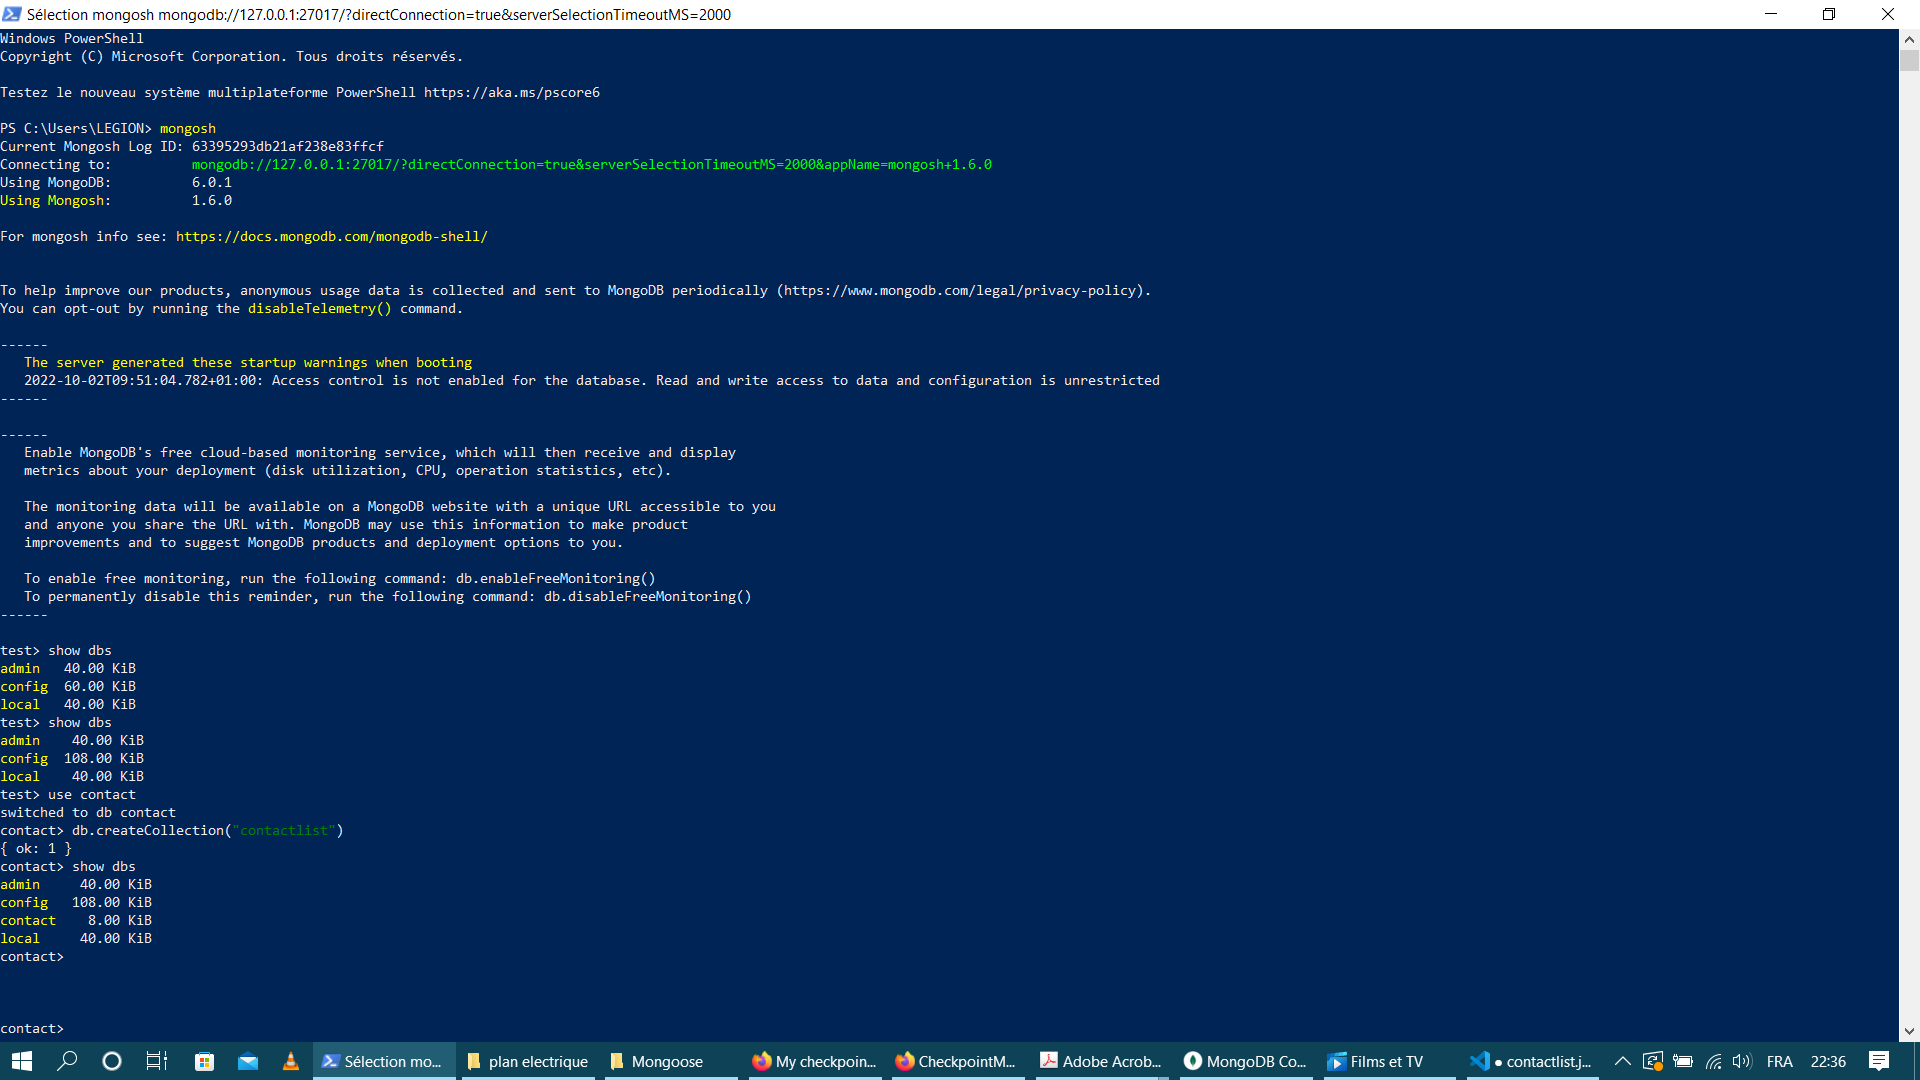 Sélection mongosh mongodb://127.0.0.1:27017/?directConnection=true&serverSelectionTimeoutMS=2000
Windows PowerShell
Copyright (C) Microsoft Corporation. Tous droits réservés.
Testez le nouveau système multiplateforme PowerShell https://aka.ms/pscore6
PS C:\Users\LEGION> mongosh
Current Mongosh Log ID: 63395293db21af238e83ffcf
Connecting to:          mongodb://127.0.0.1:27017/?directConnection=true&serverSelectionTimeoutMS=2000&appName=mongosh+1.6.0
Using MongoDB:          6.0.1
Using Mongosh:          1.6.0
For mongosh info see: https://docs.mongodb.com/mongodb-shell/
To help improve our products, anonymous usage data is collected and sent to MongoDB periodically (https://www.mongodb.com/legal/privacy-policy).
You can opt-out by running the disableTelemetry() command.
------
The server generated these startup warnings when booting
2022-10-02T09:51:04.782+01:00: Access control is not enabled for the database. Read and write access to data and configuration is unrestricted
------
------
Enable MongoDB's free cloud-based monitoring service, which will then receive and display
metrics about your deployment (disk utilization, CPU, operation statistics, etc).
The monitoring data will be available on a MongoDB website with a unique URL accessible to you
and anyone you share the URL with. MongoDB may use this information to make product
improvements and to suggest MongoDB products and deployment options to you.
To enable free monitoring, run the following command: db.enableFreeMonitoring()
To permanently disable this reminder, run the following command: db.disableFreeMonitoring()
------
test> show dbs
admin   40.00 KiB
config  60.00 KiB
local   40.00 KiB
test> show dbs
admin    40.00 KiB
config  108.00 KiB
local    40.00 KiB
test> use contact
switched to db contact
contact> db.createCollection("contactlist")
{ ok: 1 }
contact> show dbs
admin     40.00 KiB
config   108.00 KiB
contact    8.00 KiB
local     40.00 KiB
contact>
contact>
Sélection mo... plan electrique Mongoose My checkpoin... CheckpointM... Adobe Acrob... MongoDB Co... Films et TV • contactlist.j... FRA 22:36